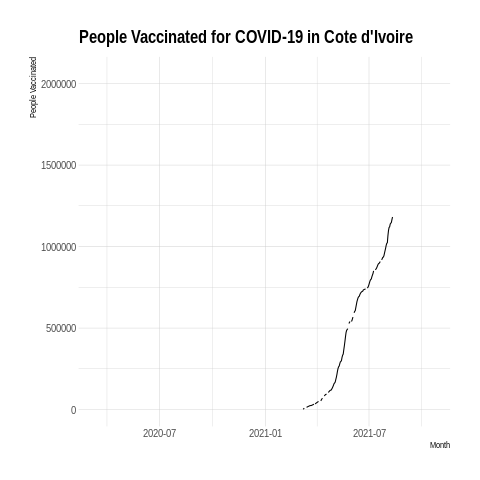 People Vaccinated for COVID-19 in Cote d'Ivoire
People Vaccinated
2000000
1500000
1000000
500000
0
2020-07 2021-01 2021-07
Month